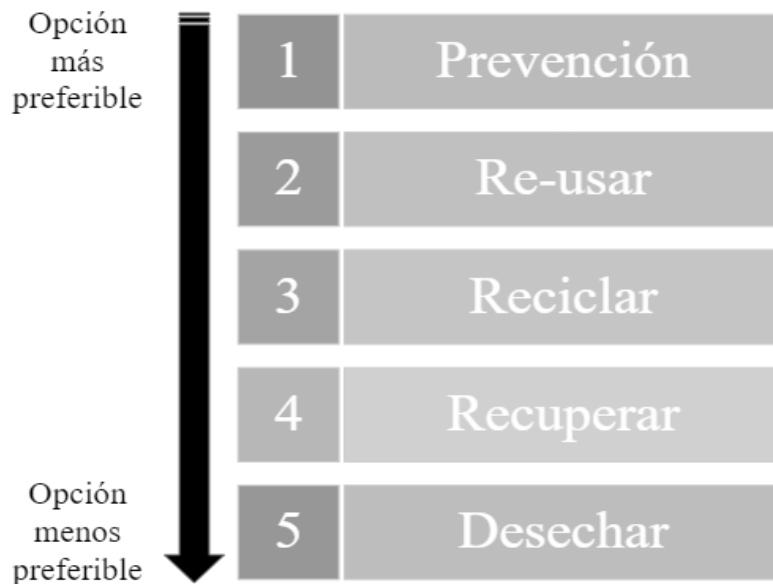 Opción
más
preferible
1 Prevención
2 Re-usar
3 Reciclar
4 Recuperar
5 Desechar
Opción
menos
preferible